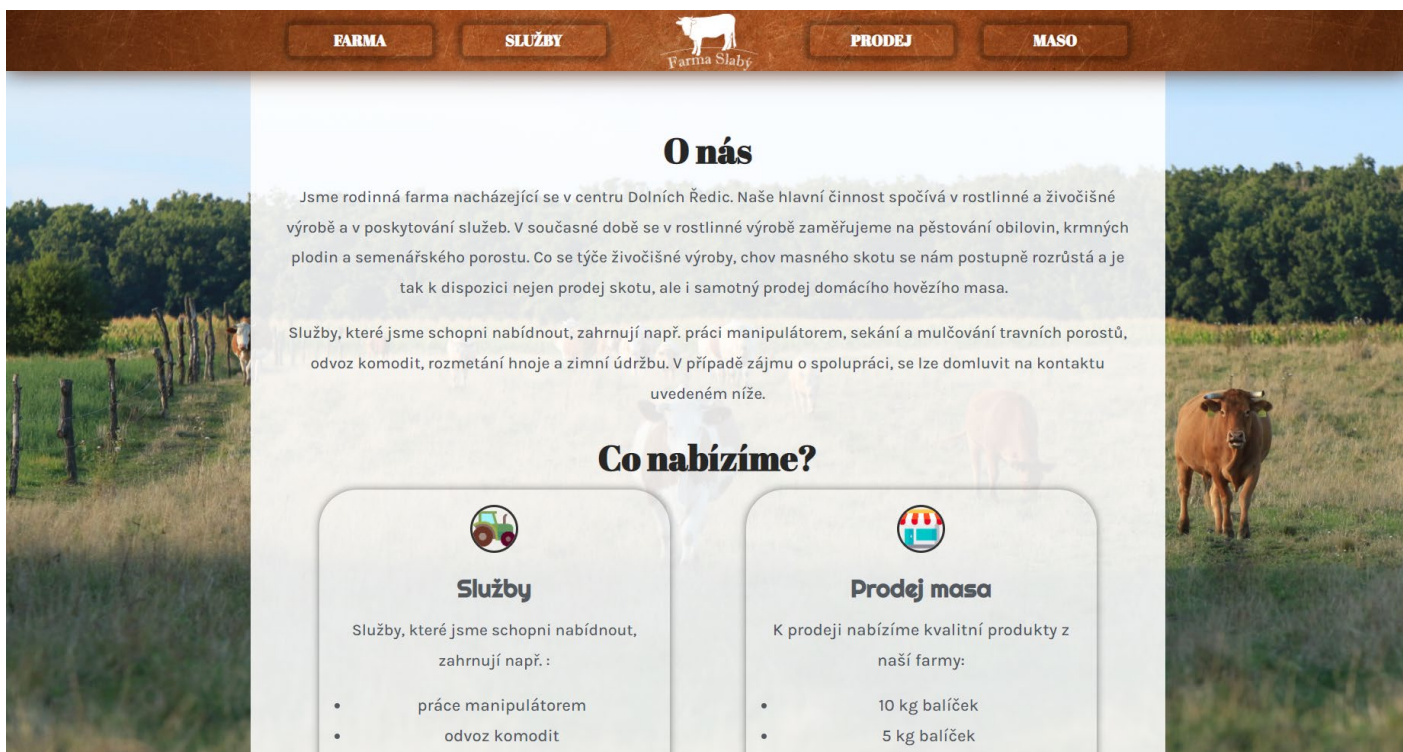 FARMA
SLUŽBY
Farma Slabý
PRODEJ
MASO
O nás
Jsme rodinná farma nacházející se v centru Dolních Ředic. Naše hlavní činnost spočívá v rostlinné a živočišné
výrobě a v poskytování služeb. V současné době se v rostlinné výrobě zaměřujeme na pěstování obilovin, krmných
plodin a semenářského porostu. Co se týče živočišné výroby, chov masného skotu se nám postupně rozrůstá a je
tak k dispozici nejen prodej skotu, ale i samotný prodej domácího hovězího masa.
Služby, které jsme schopni nabídnout, zahrnují např. práci manipulátorem, sekání a mulčování travních porostů,
odvoz komodit, rozmetání hnoje a zimní údržbu. V případě zájmu o spolupráci, se lze domluvit na kontaktu
uvedeném níže.
Co nabízíme?
Služby
Služby, které jsme schopni nabídnout,
zahrnují např. :
• práce manipulátorem
• odvoz komodit
Prodej masa
K prodeji nabízíme kvalitní produkty z
naší farmy:
• 10 kg balíček
• 5 kg balíček